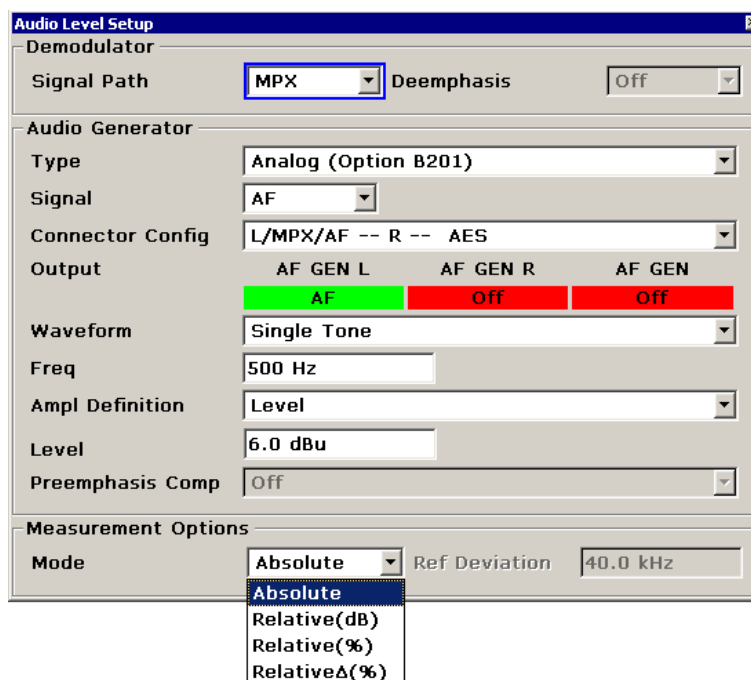 Audio Level Setup
Demodulator
Signal Path MPX Deemphasis Off
Audio Generator
Type Analog (Option B201)
Signal AF
Connector Config L/MPX/AF -- R -- AES
Output AF GEN L AF GEN R AF GEN
AF Off Off
Waveform Single Tone
Freq 500 Hz
Ampl Definition Level
Level 6.0 dBu
Preemphasis Comp Off
Measurement Options
Mode Absolute Ref Deviation 40.0 kHz
Absolute
Relative(dB)
Relative(%)
RelativeΔ(%)